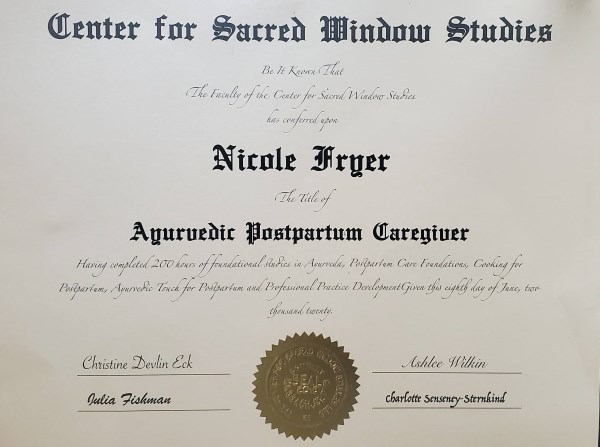 Center for Sacred Window Studies
Be It Known That
The Faculty of the Center for Sacred Window Studies
has conferred upon
Nicole Fryer
The Title of
Ayurvedic Postpartum Caregiver
Having completed 200 hours of foundational studies in Ayurveda, Postpartum Care Foundations, Cooking for
Postpartum, Ayurvedic Touch for Postpartum and Professional Practice DevelopmentGiven this eighth day of June, two
thousand twenty.
Christine Devlin Eck
Ashlee Wilkin
Julia Fishman
Charlotte Senseney-Sternkind